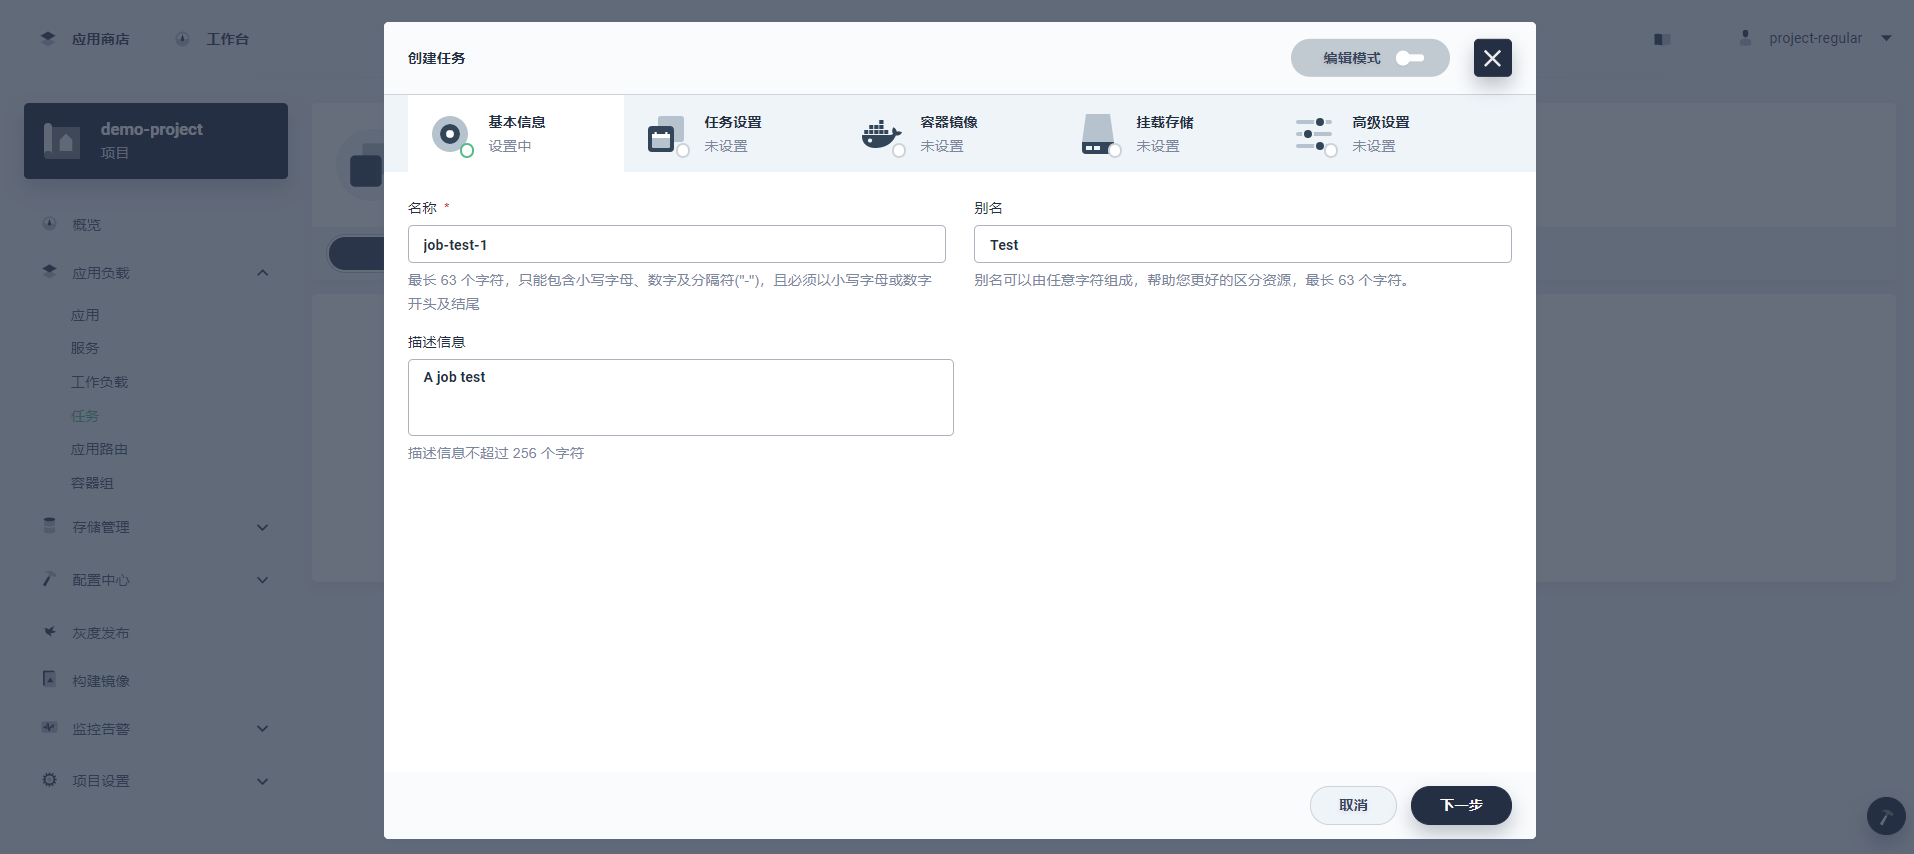 应用商店
工作台
project-regular
demo-project
项目
概览
应用负载
应用
服务
工作负载
任务
应用路由
容器组
存储管理
配置中心
灰度发布
构建镜像
监控告警
项目设置
创建任务
编辑模式
基本信息
设置中
任务设置
未设置
容器镜像
未设置
挂载存储
未设置
高级设置
未设置
名称 *
job-test-1
最长 63 个字符，只能包含小写字母、数字及分隔符("-")，且必须以小写字母或数字
开头及结尾
别名
Test
别名可以由任意字符组成，帮助您更好的区分资源，最长 63 个字符。
描述信息
A job test
描述信息不超过 256 个字符
取消
下一步